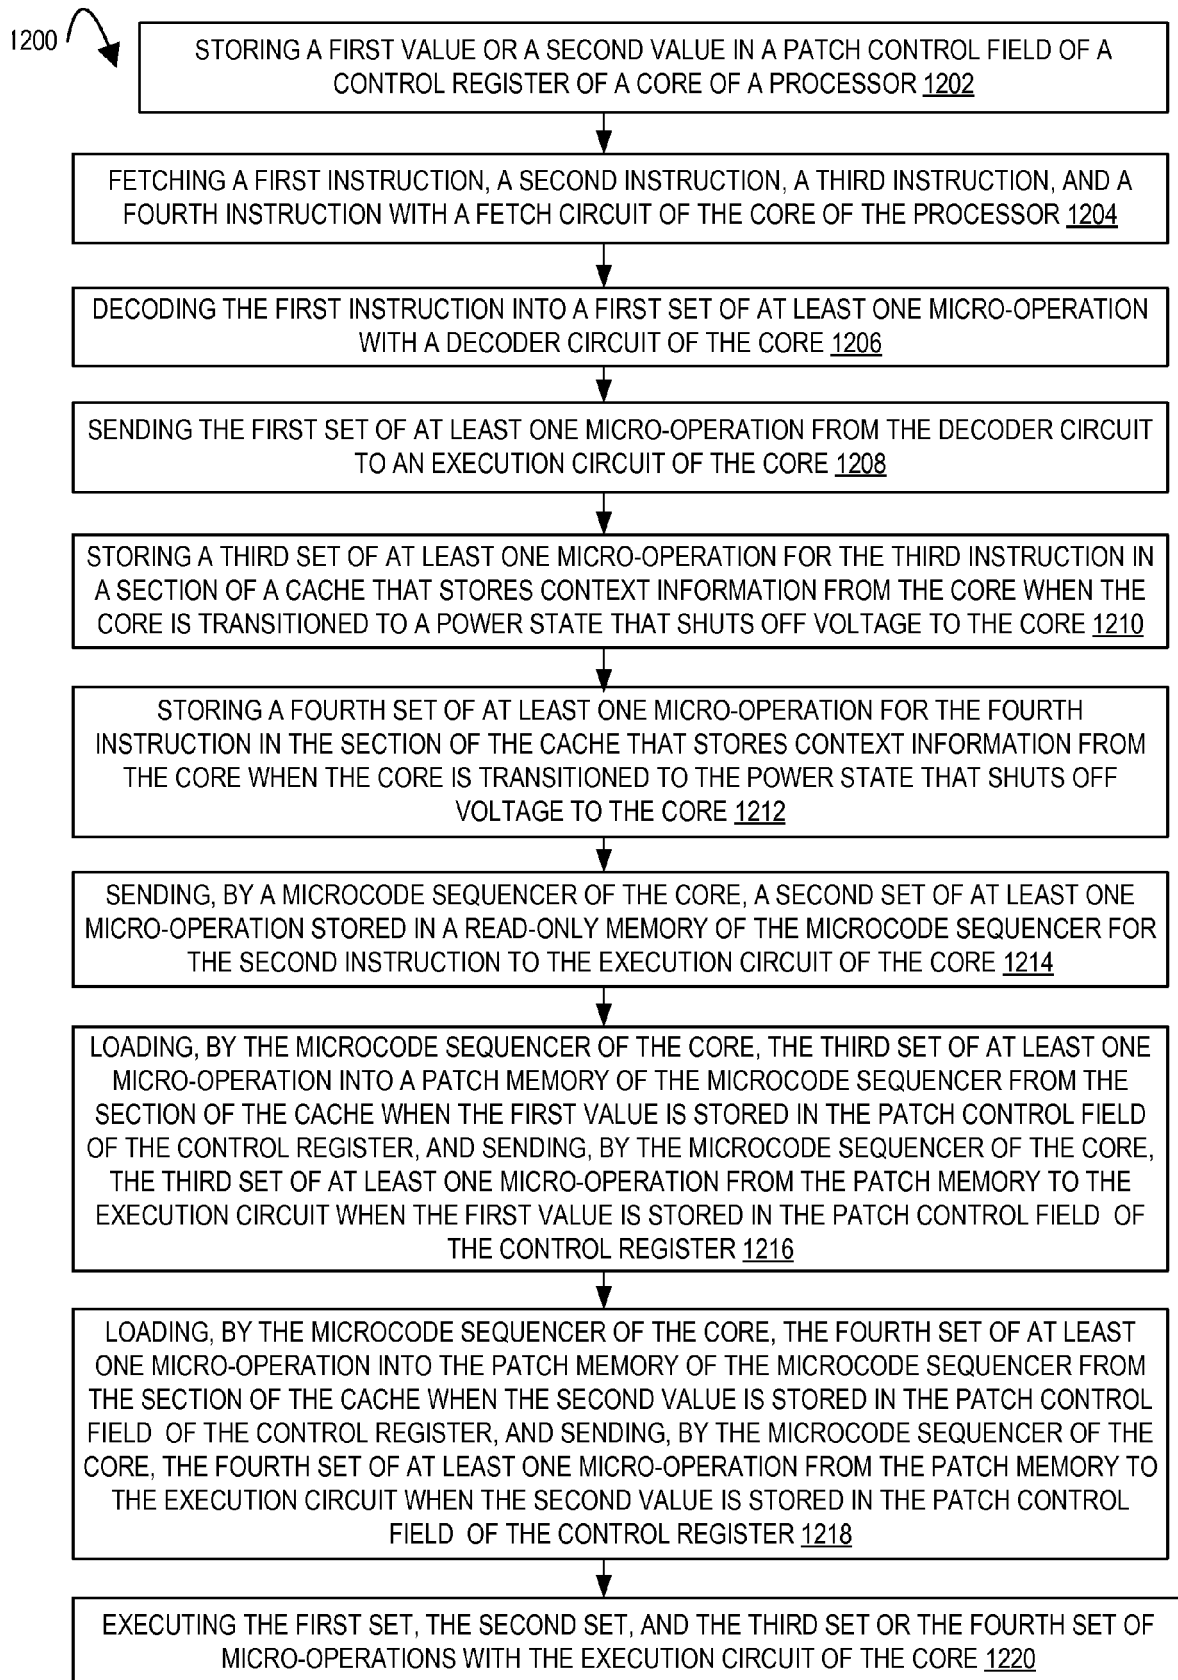 1200
STORING A FIRST VALUE OR A SECOND VALUE IN A PATCH CONTROL FIELD OF A
CONTROL REGISTER OF A CORE OF A PROCESSOR 1202
FETCHING A FIRST INSTRUCTION, A SECOND INSTRUCTION, A THIRD INSTRUCTION, AND A
FOURTH INSTRUCTION WITH A FETCH CIRCUIT OF THE CORE OF THE PROCESSOR 1204
DECODING THE FIRST INSTRUCTION INTO A FIRST SET OF AT LEAST ONE MICRO-OPERATION
WITH A DECODER CIRCUIT OF THE CORE 1206
SENDING THE FIRST SET OF AT LEAST ONE MICRO-OPERATION FROM THE DECODER CIRCUIT
TO AN EXECUTION CIRCUIT OF THE CORE 1208
STORING A THIRD SET OF AT LEAST ONE MICRO-OPERATION FOR THE THIRD INSTRUCTION IN
A SECTION OF A CACHE THAT STORES CONTEXT INFORMATION FROM THE CORE WHEN THE
CORE IS TRANSITIONED TO A POWER STATE THAT SHUTS OFF VOLTAGE TO THE CORE 1210
STORING A FOURTH SET OF AT LEAST ONE MICRO-OPERATION FOR THE FOURTH
INSTRUCTION IN THE SECTION OF THE CACHE THAT STORES CONTEXT INFORMATION FROM
THE CORE WHEN THE CORE IS TRANSITIONED TO THE POWER STATE THAT SHUTS OFF
VOLTAGE TO THE CORE 1212
SENDING, BY A MICROCODE SEQUENCER OF THE CORE, A SECOND SET OF AT LEAST ONE
MICRO-OPERATION STORED IN A READ-ONLY MEMORY OF THE MICROCODE SEQUENCER FOR
THE SECOND INSTRUCTION TO THE EXECUTION CIRCUIT OF THE CORE 1214
LOADING, BY THE MICROCODE SEQUENCER OF THE CORE, THE THIRD SET OF AT LEAST ONE
MICRO-OPERATION INTO A PATCH MEMORY OF THE MICROCODE SEQUENCER FROM THE
SECTION OF THE CACHE WHEN THE FIRST VALUE IS STORED IN THE PATCH CONTROL FIELD
OF THE CONTROL REGISTER, AND SENDING, BY THE MICROCODE SEQUENCER OF THE CORE,
THE THIRD SET OF AT LEAST ONE MICRO-OPERATION FROM THE PATCH MEMORY TO THE
EXECUTION CIRCUIT WHEN THE FIRST VALUE IS STORED IN THE PATCH CONTROL FIELD OF
THE CONTROL REGISTER 1216
LOADING, BY THE MICROCODE SEQUENCER OF THE CORE, THE FOURTH SET OF AT LEAST
ONE MICRO-OPERATION INTO THE PATCH MEMORY OF THE MICROCODE SEQUENCER FROM
THE SECTION OF THE CACHE WHEN THE SECOND VALUE IS STORED IN THE PATCH CONTROL
FIELD OF THE CONTROL REGISTER, AND SENDING, BY THE MICROCODE SEQUENCER OF THE
CORE, THE FOURTH SET OF AT LEAST ONE MICRO-OPERATION FROM THE PATCH MEMORY TO
THE EXECUTION CIRCUIT WHEN THE SECOND VALUE IS STORED IN THE PATCH CONTROL
FIELD OF THE CONTROL REGISTER 1218
EXECUTING THE FIRST SET, THE SECOND SET, AND THE THIRD SET OR THE FOURTH SET OF
MICRO-OPERATIONS WITH THE EXECUTION CIRCUIT OF THE CORE 1220